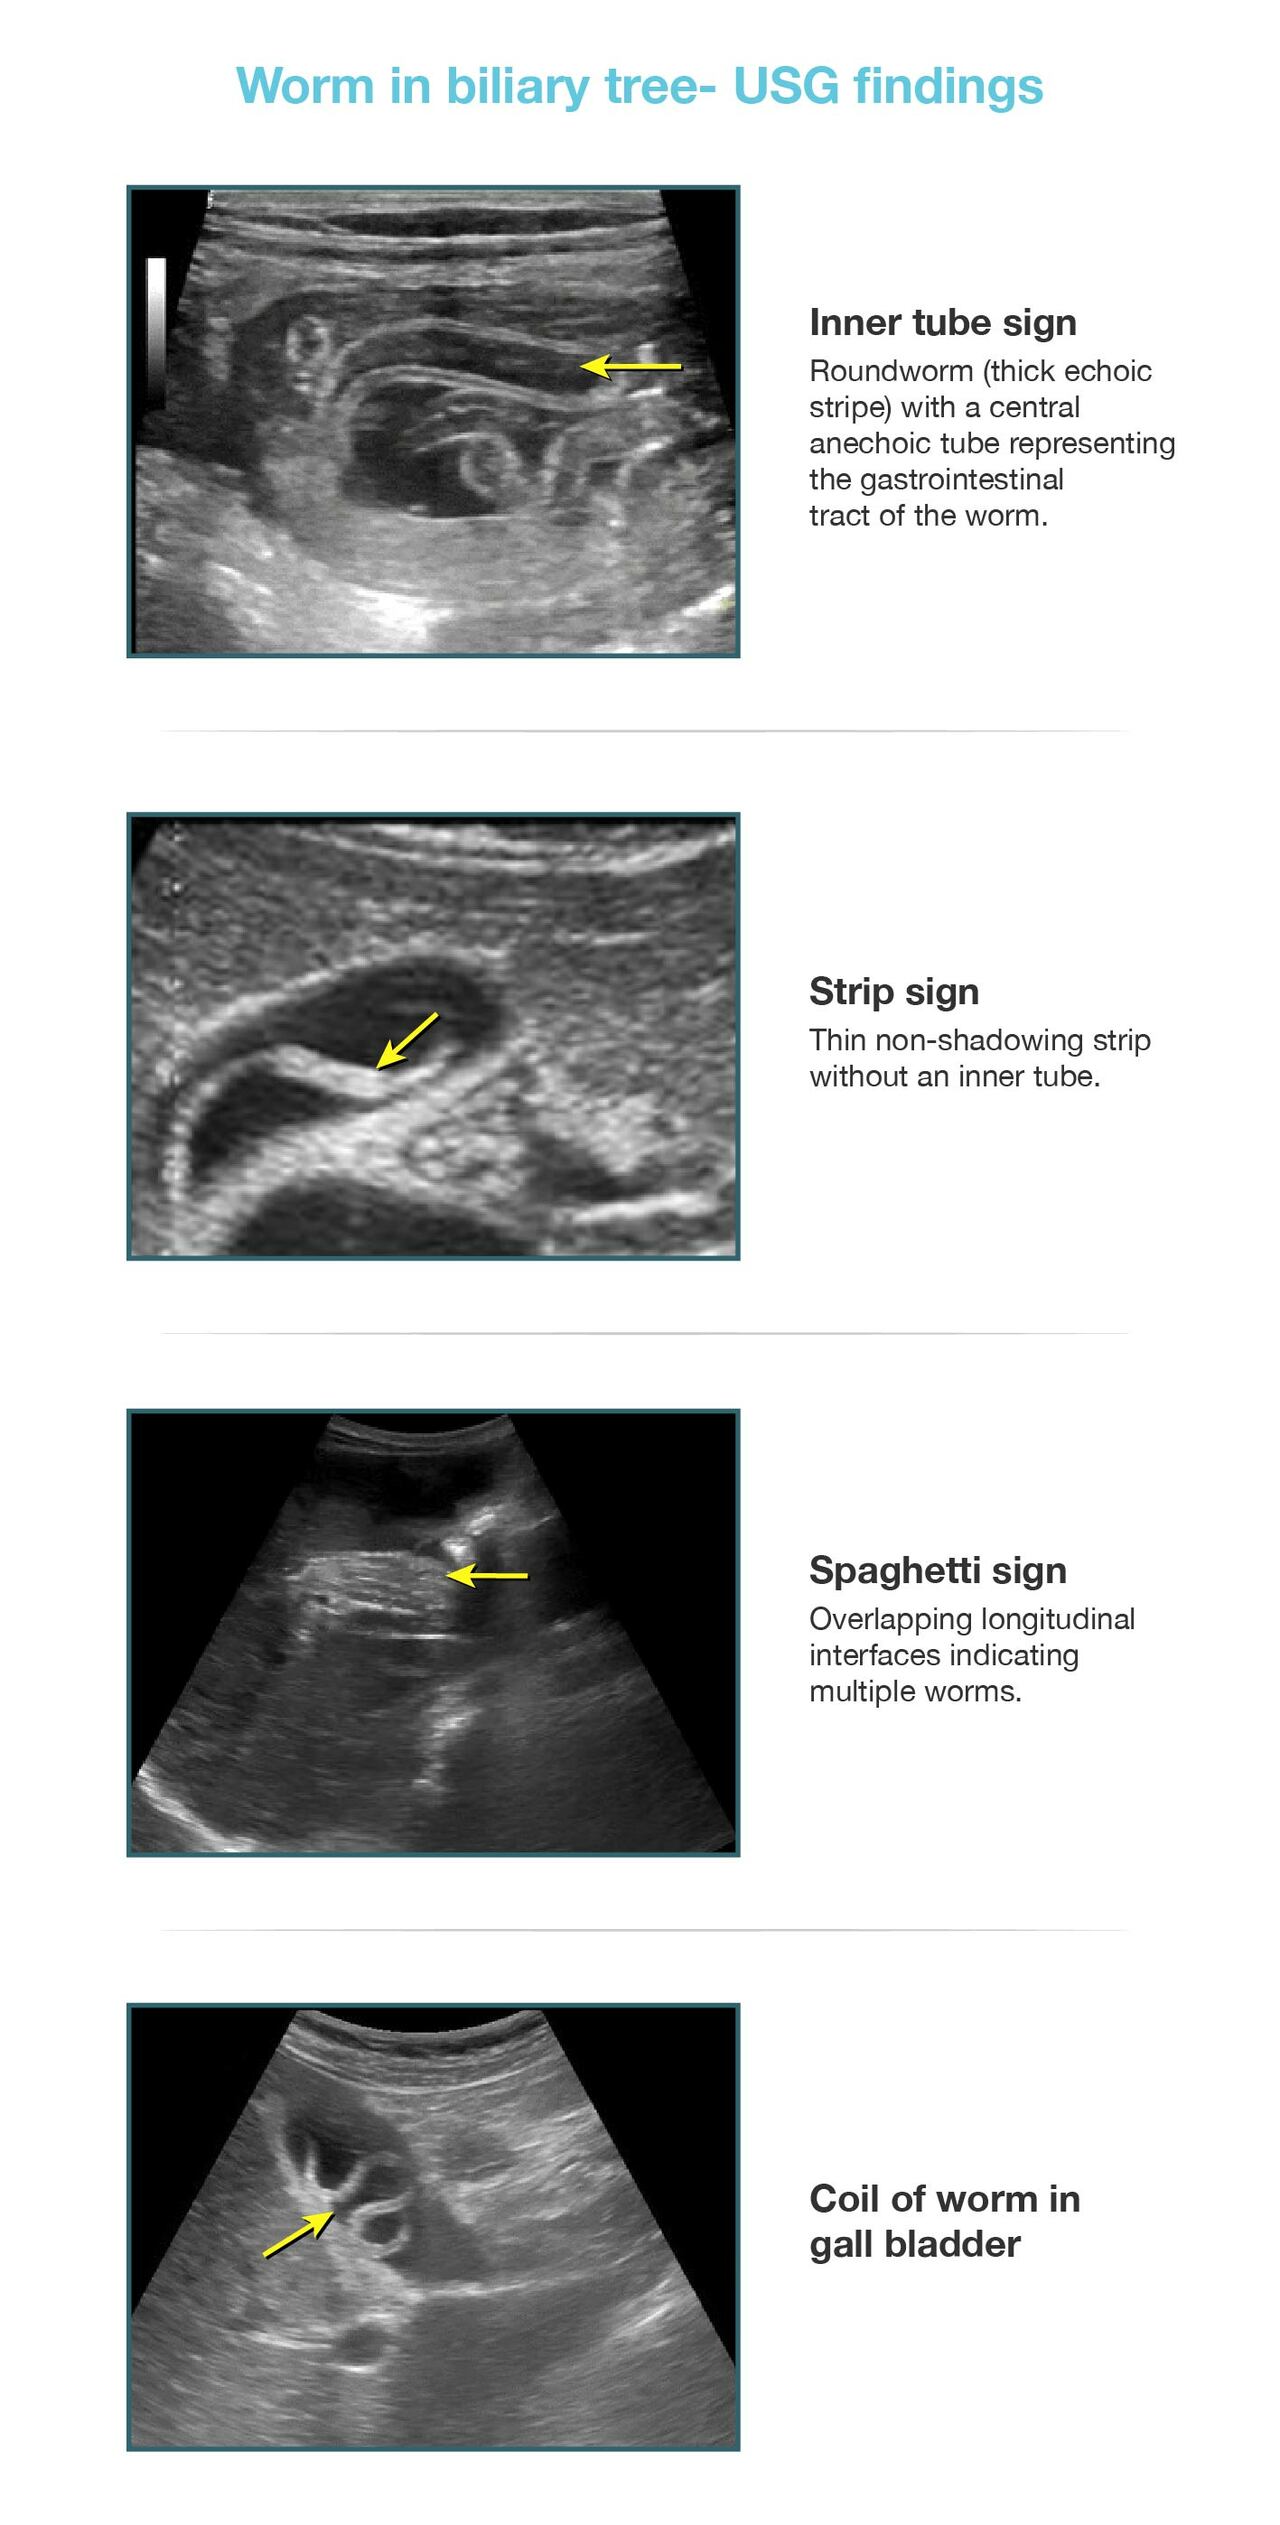 Worm in biliary tree- USG findings
Inner tube sign
Roundworm (thick echoic
stripe) with a central
anechoic tube representing
the gastrointestinal
tract of the worm.
Strip sign
Thin non-shadowing strip
without an inner tube.
Spaghetti sign
Overlapping longitudinal
interfaces indicating
multiple worms.
Coil of worm in
gall bladder